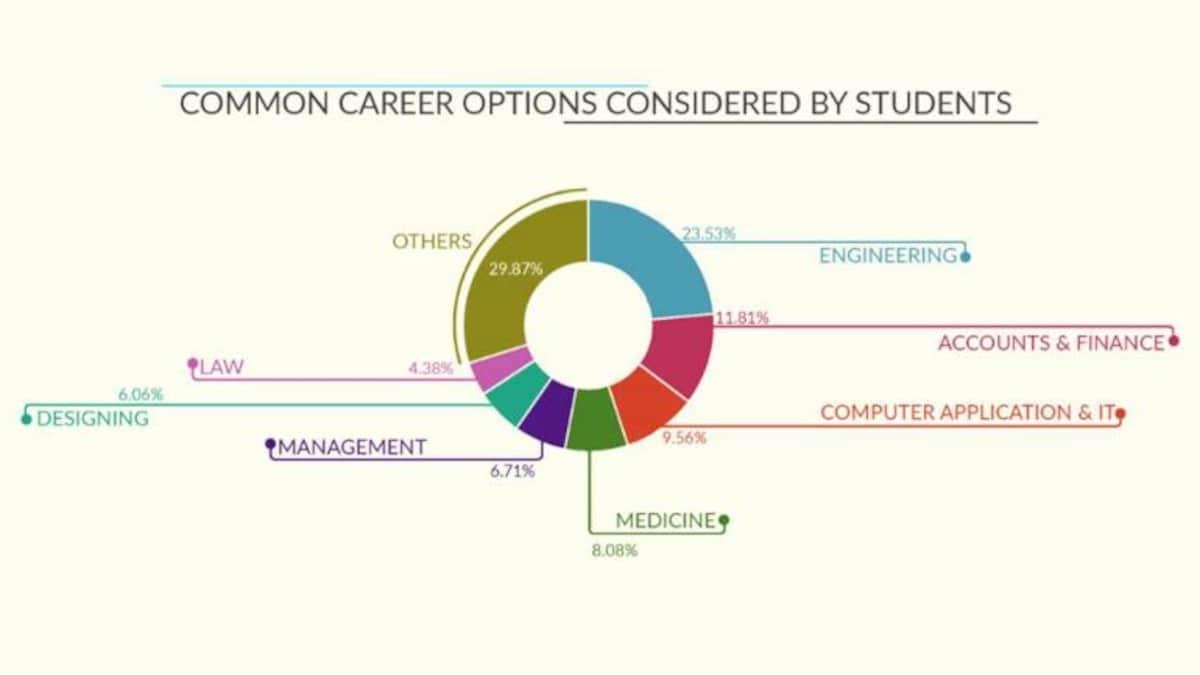 COMMON CAREER OPTIONS CONSIDERED BY STUDENTS
OTHERS
29.87%
23.53%
ENGINEERING
11.81%
ACCOUNTS & FINANCE
LAW
4.38%
6.06%
DESIGNING
COMPUTER APPLICATION & IT
9.56%
MANAGEMENT
6.71%
MEDICINE
8.08%